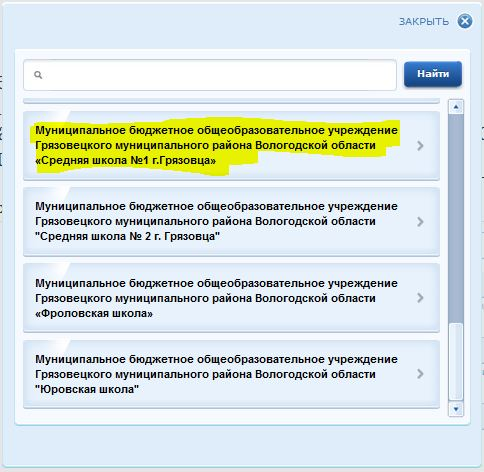 ЗАКРЫТЬ
Найти
Муниципальное бюджетное общеобразовательное учреждение
Грязовецкого муниципального района Вологодской области
«Средняя школа №1 г.Грязовца»
Муниципальное бюджетное общеобразовательное учреждение
Грязовецкого муниципального района Вологодской области
"Средняя школа № 2 г. Грязовца"
Муниципальное бюджетное общеобразовательное учреждение
Грязовецкого муниципального района Вологодской области
«Фроловская школа»
Муниципальное бюджетное общеобразовательное учреждение
Грязовецкого муниципального района Вологодской области
"Юровская школа"